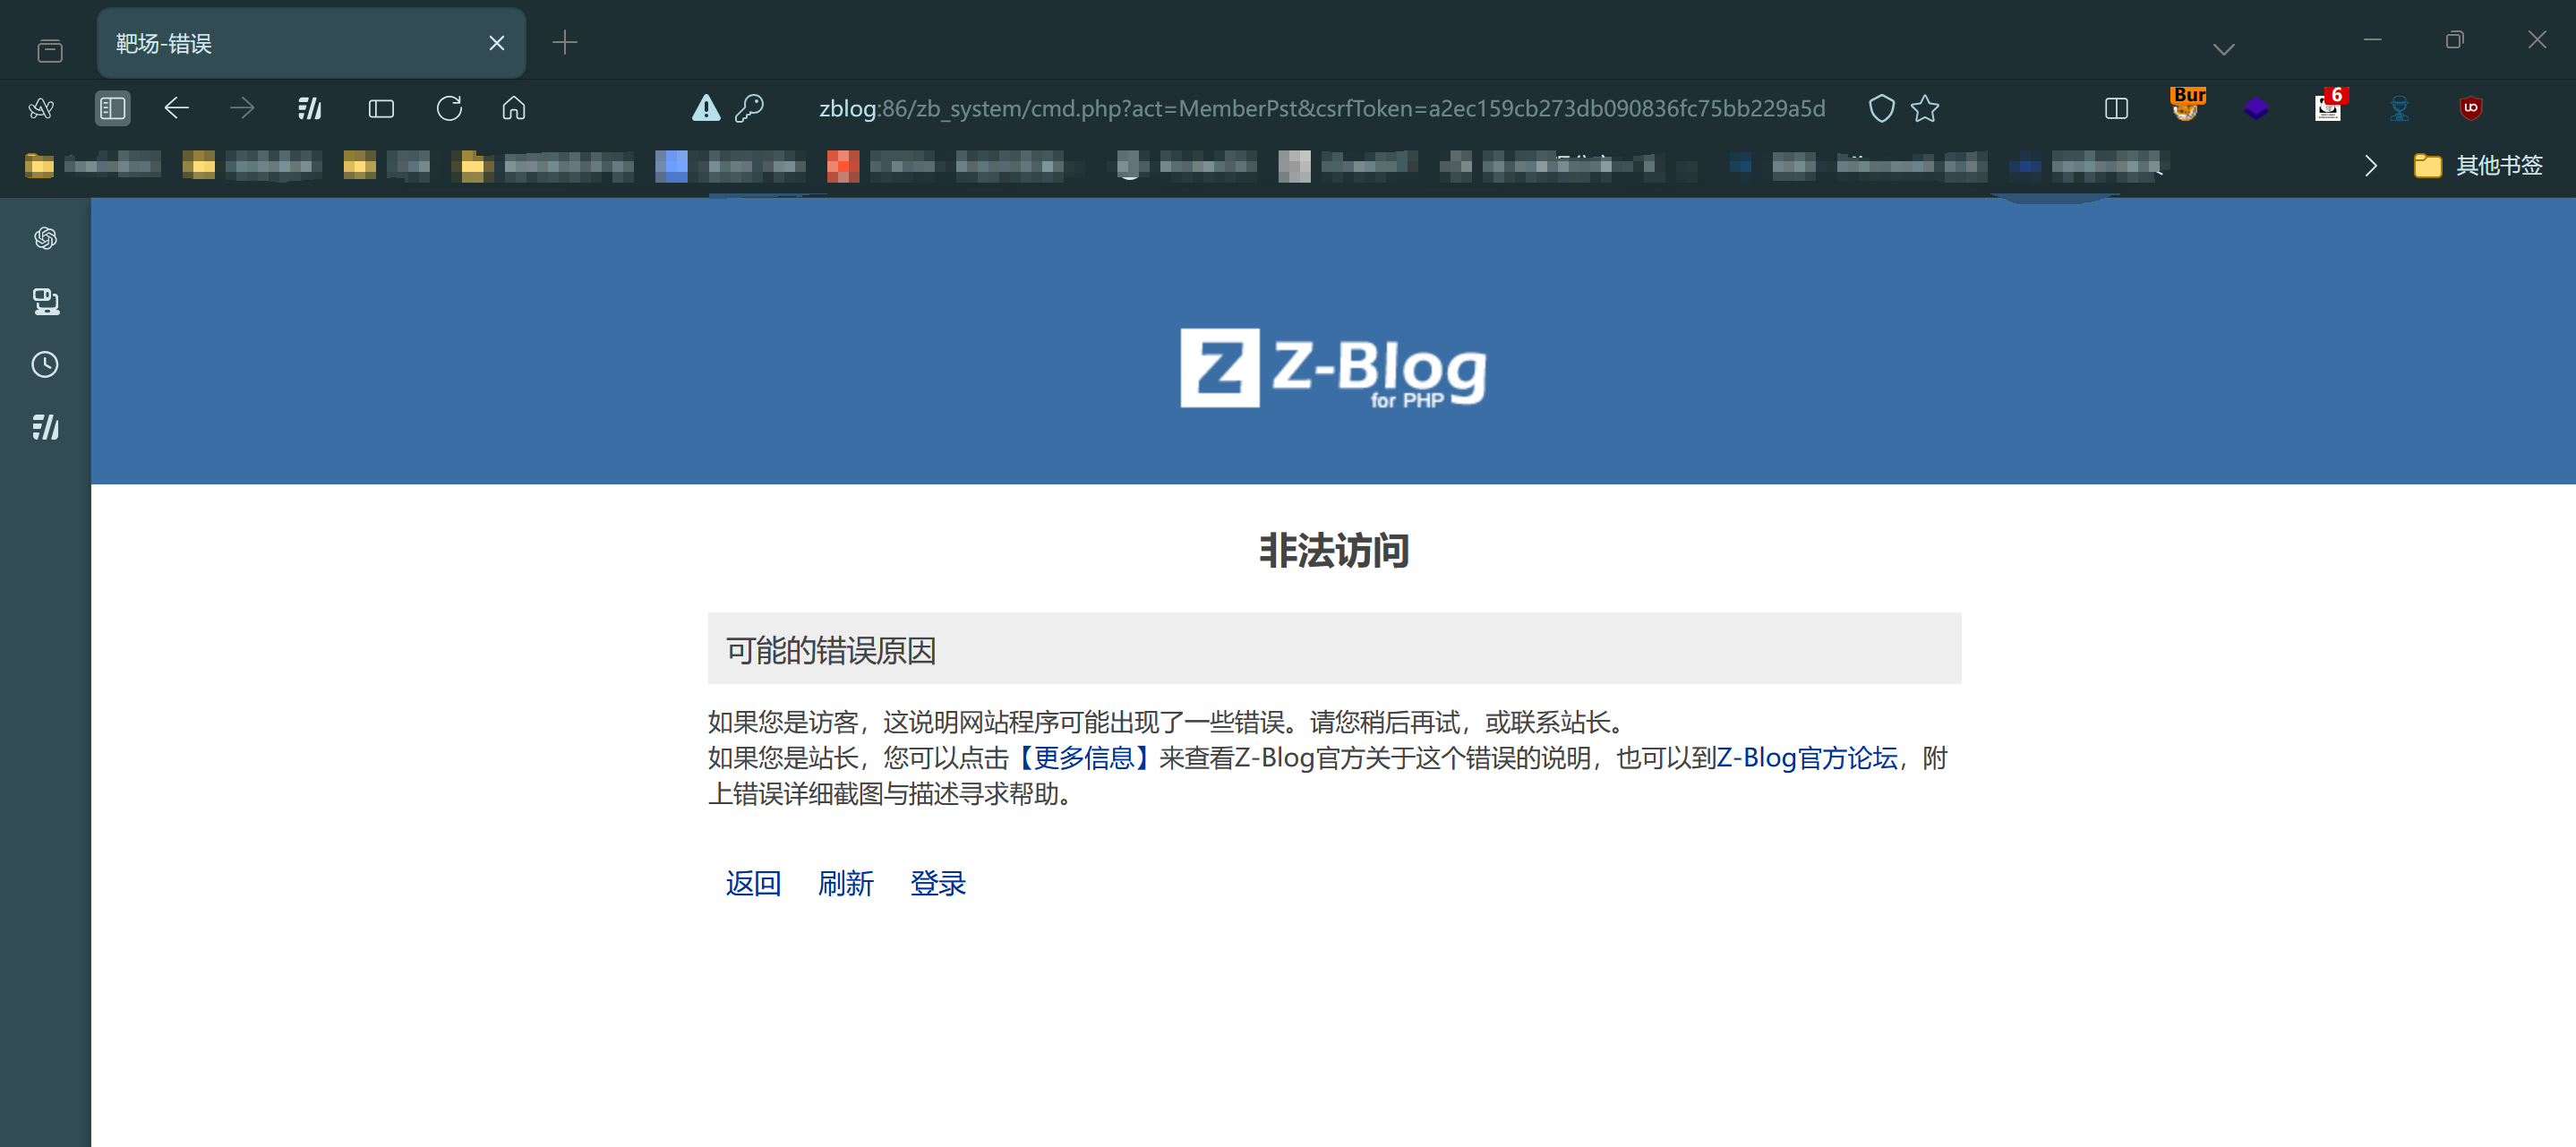 靶场-错误
zblog:86/zb_system/cmd.php?act=MemberPst&csrfToken=a2ec159cb273db090836fc75bb229a5d
Bur
6
其他书签
Z Z-Blog
for PHP
非法访问
可能的错误原因
如果您是访客，这说明网站程序可能出现了一些错误。请您稍后再试，或联系站长。
如果您是站长，您可以点击【更多信息】来查看Z-Blog官方关于这个错误的说明，也可以到Z-Blog官方论坛，附
上错误详细截图与描述寻求帮助。
返回 刷新 登录